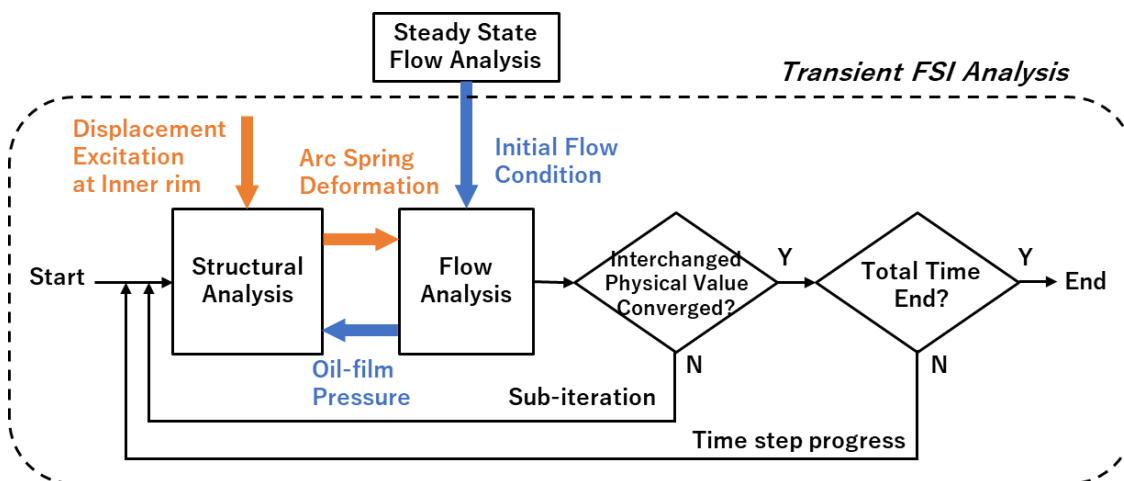 Steady State
Flow Analysis
Transient FSI Analysis
Displacement
Excitation
at Inner rim
Arc Spring
Deformation
Initial Flow
Condition
Start
Structural
Analysis
Flow
Analysis
Interchanged
Physical Value
Converged?
Y
Total Time
End?
Y
End
Oil-film
Pressure
N
Sub-iteration
N
Time step progress